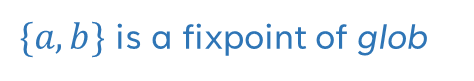 {a, b} is a fixpoint of glob